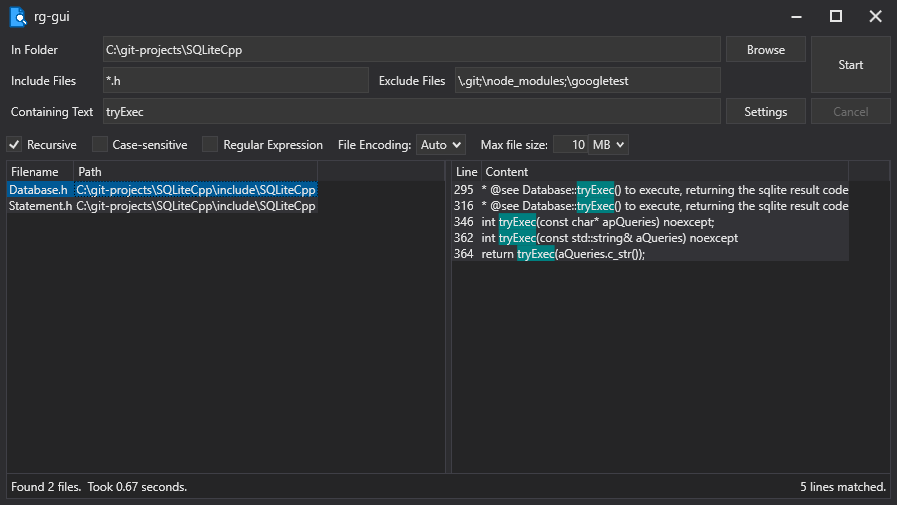 rg-gui
In Folder C:\git-projects\SQLiteCpp Browse Start
Include Files *.h Exclude Files \.git;\node_modules;\googletest
Containing Text tryExec Settings Cancel
Recursive Case-sensitive Regular Expression File Encoding: Auto Max file size: 10 MB
Filename Path Line Content
Database.h C:\git-projects\SQLiteCpp\include\SQLiteCpp 295 * @see Database::tryExec() to execute, returning the sqlite result code
Statement.h C:\git-projects\SQLiteCpp\include\SQLiteCpp 316 * @see Database::tryExec() to execute, returning the sqlite result code
346 int tryExec(const char* apQueries) noexcept;
362 int tryExec(const std::string& aQueries) noexcept
364 return tryExec(aQueries.c_str());
Found 2 files. Took 0.67 seconds. 5 lines matched.